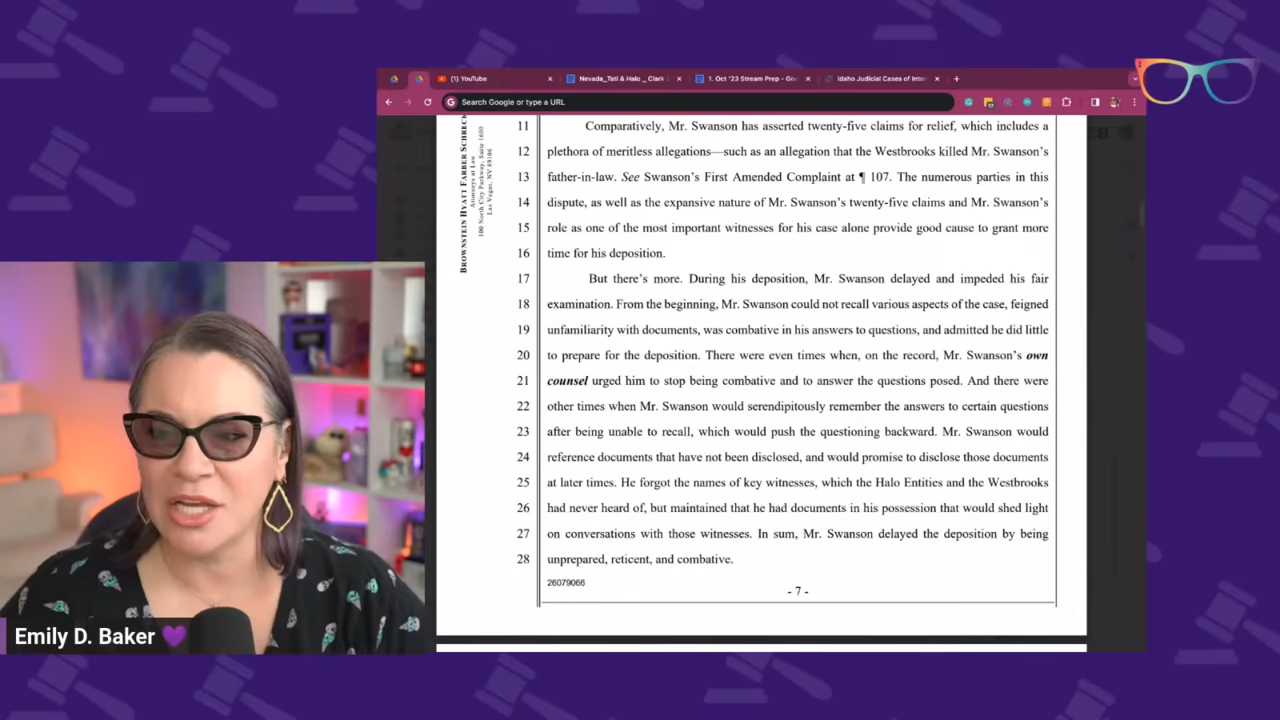 (1) YouTube
Nevada_Tati & Halo _ Clark
1. Oct '23 Stream Prep - Go
Idaho Judicial Cases of Inter
Search Google or type a URL
BROWNSTEIN HYATT FARBER SCHRECK
Attorneys at Law
100 North City Parkway, Suite 1600
Las Vegas, NV 89106
11 Comparatively, Mr. Swanson has asserted twenty-five claims for relief, which includes a
12 plethora of meritless allegations—such as an allegation that the Westbrooks killed Mr. Swanson's
13 father-in-law. See Swanson's First Amended Complaint at ¶ 107. The numerous parties in this
14 dispute, as well as the expansive nature of Mr. Swanson's twenty-five claims and Mr. Swanson's
15 role as one of the most important witnesses for his case alone provide good cause to grant more
16 time for his deposition.
17 But there's more. During his deposition, Mr. Swanson delayed and impeded his fair
18 examination. From the beginning, Mr. Swanson could not recall various aspects of the case, feigned
19 unfamiliarity with documents, was combative in his answers to questions, and admitted he did little
20 to prepare for the deposition. There were even times when, on the record, Mr. Swanson's own
21 counsel urged him to stop being combative and to answer the questions posed. And there were
22 other times when Mr. Swanson would serendipitously remember the answers to certain questions
23 after being unable to recall, which would push the questioning backward. Mr. Swanson would
24 reference documents that have not been disclosed, and would promise to disclose those documents
25 at later times. He forgot the names of key witnesses, which the Halo Entities and the Westbrooks
26 had never heard of, but maintained that he had documents in his possession that would shed light
27 on conversations with those witnesses. In sum, Mr. Swanson delayed the deposition by being
28 unprepared, reticent, and combative.
26079066
- 7 -
Emily D. Baker